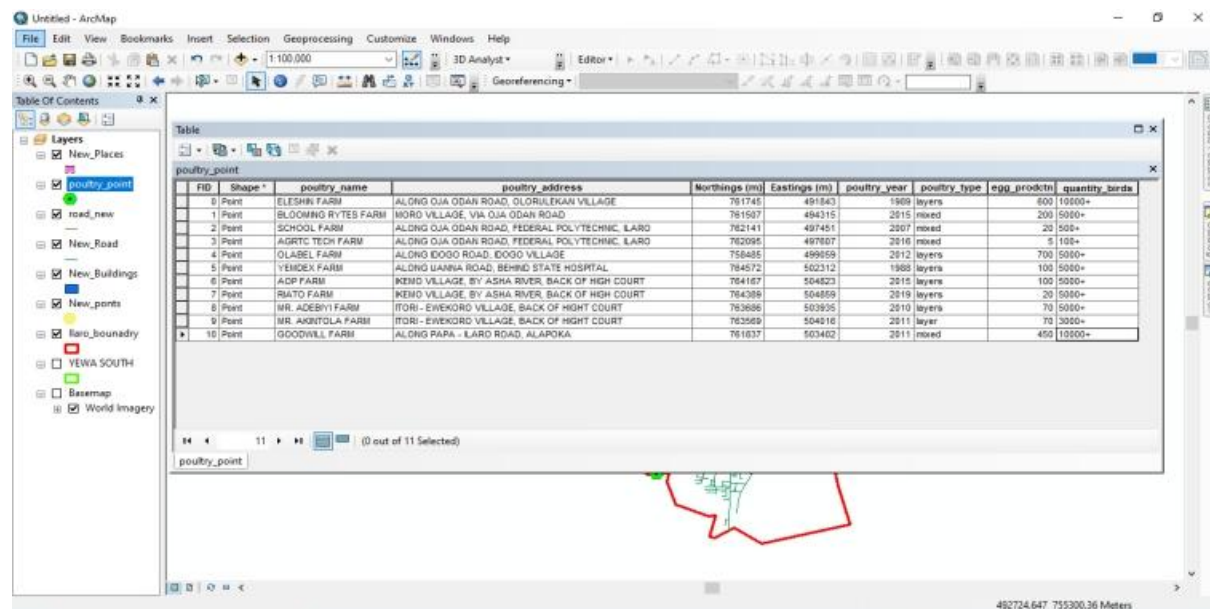 Untitled - ArcMap
File Edit View Bookmarks Insert Selection Geoprocessing Customize Windows Help
1:100,000 3D Analyst Editor
Georeferencing
Table Of Contents
Layers
New_Places
poultry_point
road_new
New_Road
New_Buildings
New_ponts
Ilaro_bounadry
YEWA SOUTH
Basemap
World Imagery
Table
poultry_point
FID Shape * poultry_name poultry_address Northings (m) Eastings (m) poultry_year poultry_type egg_prodctn quantity_birds
0 Point ELESHIN FARM ALONG OJA ODAN ROAD, OLORULEKAN VILLAGE 761745 491843 1989 layers 600 10000+
1 Point BLOOMING RYTES FARM MORO VILLAGE, VIA OJA ODAN ROAD 761507 494315 2015 mixed 200 5000+
2 Point SCHOOL FARM ALONG OJA ODAN ROAD, FEDERAL POLYTECHNIC, ILARO 762141 497451 2007 mixed 20 500+
3 Point AGRTC TECH FARM ALONG OJA ODAN ROAD, FEDERAL POLYTECHNIC, ILARO 762095 497607 2016 mixed 5 100+
4 Point OLABEL FARM ALONG IDOGO ROAD, IDOGO VILLAGE 758485 499059 2012 layers 700 5000+
5 Point YEMDEX FARM ALONG UANNA ROAD, BEHIND STATE HOSPITAL 764572 502312 1988 layers 100 5000+
6 Point AOP FARM IKEMO VILLAGE, BY ASHA RIVER, BACK OF HIGH COURT 764167 504823 2015 layers 100 5000+
7 Point RIATO FARM IKEMO VILLAGE, BY ASHA RIVER, BACK OF HIGH COURT 764389 504859 2019 layers 20 5000+
8 Point MR. ADEBIYI FARM ITORI - EWEKORO VILLAGE, BACK OF HIGHT COURT 763686 503935 2010 layers 70 5000+
9 Point MR. AKINTOLA FARM ITORI - EWEKORO VILLAGE, BACK OF HIGHT COURT 763569 504016 2011 layer 70 3000+
10 Point GOODWILL FARM ALONG PAPA - ILARO ROAD, ALAPOKA 761637 503402 2011 mixed 450 10000+
11 (0 out of 11 Selected)
poultry_point
492724.647 755300.36 Meters